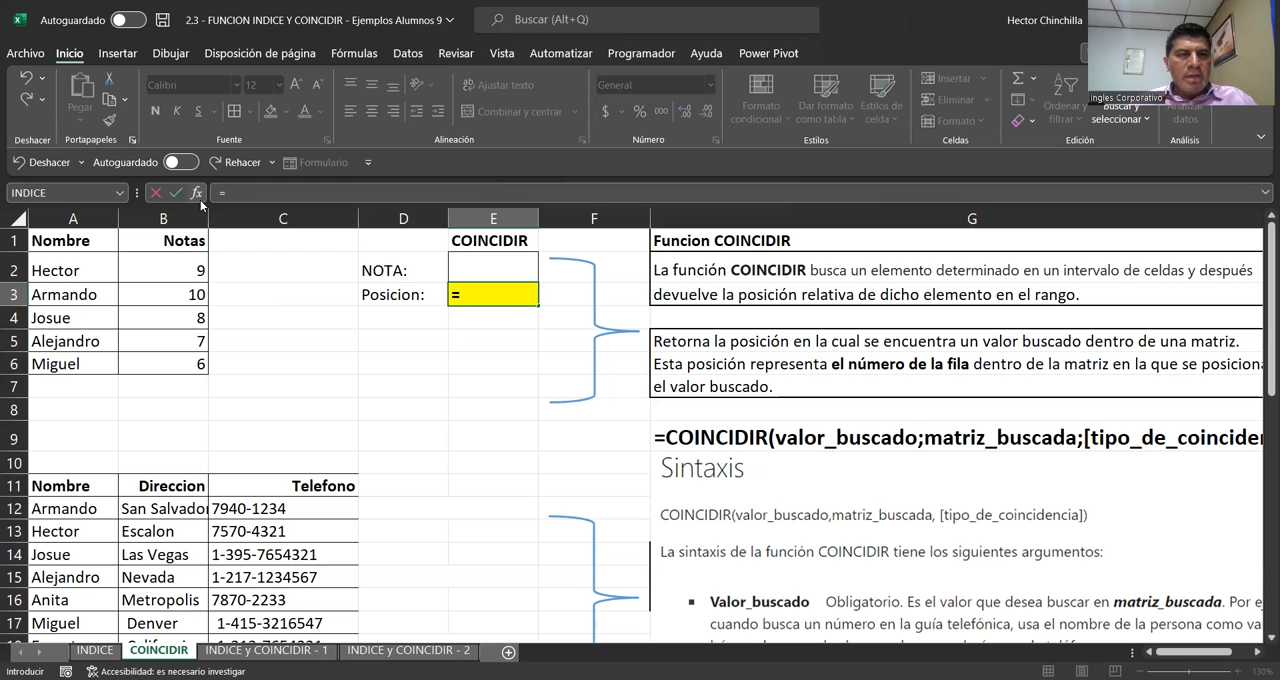 Autoguardado
2.3 - FUNCION INDICE Y COINCIDIR - Ejemplos Alumnos 9
Buscar (Alt+Q)
Hector Chinchilla
Archivo Inicio Insertar Dibujar Disposición de página Fórmulas Datos Revisar Vista Automatizar Programador Ayuda Power Pivot
Ingles Corporativo
Pegar
Calibri 12
N K S
Ajustar texto
Combinar y centrar
General
$ % 000
Formato condicional
Dar formato como tabla
Estilos de celda
Insertar
Eliminar
Formato
Ordenar y filtrar
Buscar y seleccionar
Analizar datos
Deshacer Portapapeles Fuente Alineación Número Estilos Celdas Edición Análisis
Deshacer Autoguardado Rehacer Formulario
INDICE fx =
A B C D E F G
1 Nombre Notas COINCIDIR Funcion COINCIDIR
2 Hector 9 NOTA: La función COINCIDIR busca un elemento determinado en un intervalo de celdas y después
3 Armando 10 Posicion: = devuelve la posición relativa de dicho elemento en el rango.
4 Josue 8
5 Alejandro 7 Retorna la posición en la cual se encuentra un valor buscado dentro de una matriz.
6 Miguel 6 Esta posición representa el número de la fila dentro de la matriz en la que se posiciona
7 el valor buscado.
8
9 =COINCIDIR(valor_buscado;matriz_buscada;[tipo_de_coinciden
10 Sintaxis
11 Nombre Direccion Telefono
12 Armando San Salvador 7940-1234 COINCIDIR(valor_buscado,matriz_buscada, [tipo_de_coincidencia])
13 Hector Escalon 7570-4321
14 Josue Las Vegas 1-395-7654321 La sintaxis de la función COINCIDIR tiene los siguientes argumentos:
15 Alejandro Nevada 1-217-1234567
16 Anita Metropolis 7870-2233 ▪ Valor_buscado Obligatorio. Es el valor que desea buscar en matriz_buscada. Por ej
17 Miguel Denver 1-415-3216547 cuando busca un número en la guía telefónica, usa el nombre de la persona como va
INDICE COINCIDIR INDICE y COINCIDIR - 1 INDICE y COINCIDIR - 2
Introducir Accesibilidad: es necesario investigar 130%